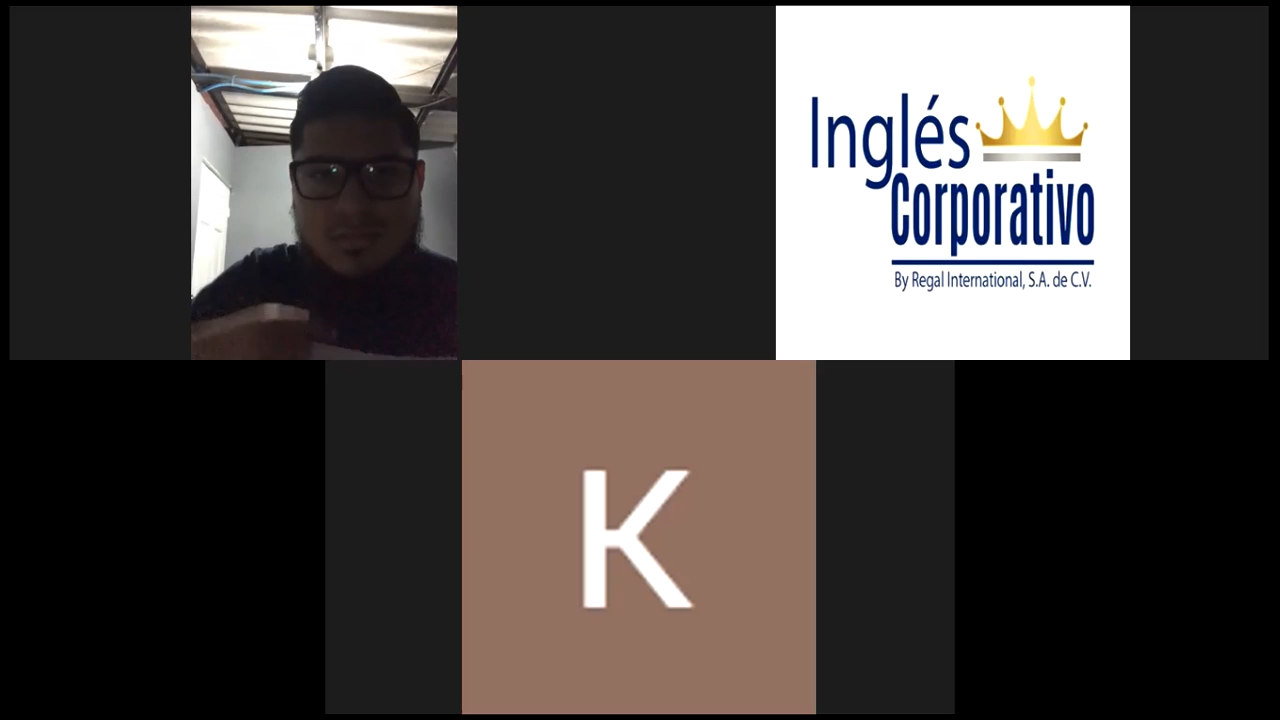 Inglés
Corporativo
By Regal International, S.A. de C.V.
K